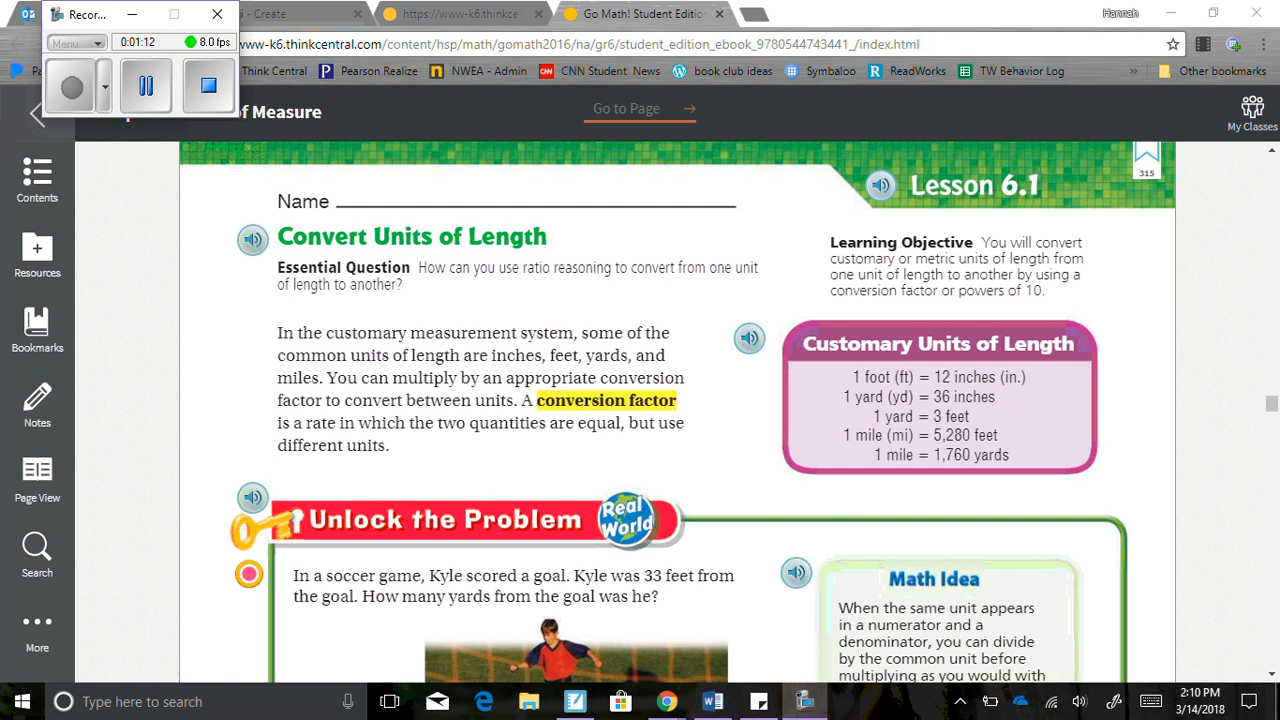 Recor...
Menu
0:01:12
8.0 fps
- Create
https://www-k6.thinkce
Go Math! Student Editio
Hannah
www-k6.thinkcentral.com/content/hsp/math/gomath2016/na/gr6/student_edition_ebook_9780544743441_/index.html
Think Central
Pearson Realize
NWEA - Admin
CNN Student News
book club ideas
Symbaloo
ReadWorks
TW Behavior Log
»
Other bookmarks
of Measure
Go to Page
My Classes
Contents
Resources
Bookmarks
Notes
Page View
Search
More
315
Lesson 6.1
Name
Convert Units of Length
Essential Question How can you use ratio reasoning to convert from one unit
of length to another?
Learning Objective You will convert
customary or metric units of length from
one unit of length to another by using a
conversion factor or powers of 10.
In the customary measurement system, some of the
common units of length are inches, feet, yards, and
miles. You can multiply by an appropriate conversion
factor to convert between units. A conversion factor
is a rate in which the two quantities are equal, but use
different units.
Customary Units of Length
1 foot (ft) = 12 inches (in.)
1 yard (yd) = 36 inches
1 yard = 3 feet
1 mile (mi) = 5,280 feet
1 mile = 1,760 yards
Unlock the Problem
Real
World
In a soccer game, Kyle scored a goal. Kyle was 33 feet from
the goal. How many yards from the goal was he?
Math Idea
When the same unit appears
in a numerator and a
denominator, you can divide
by the common unit before
multiplying as you would with
Type here to search
2:10 PM
3/14/2018